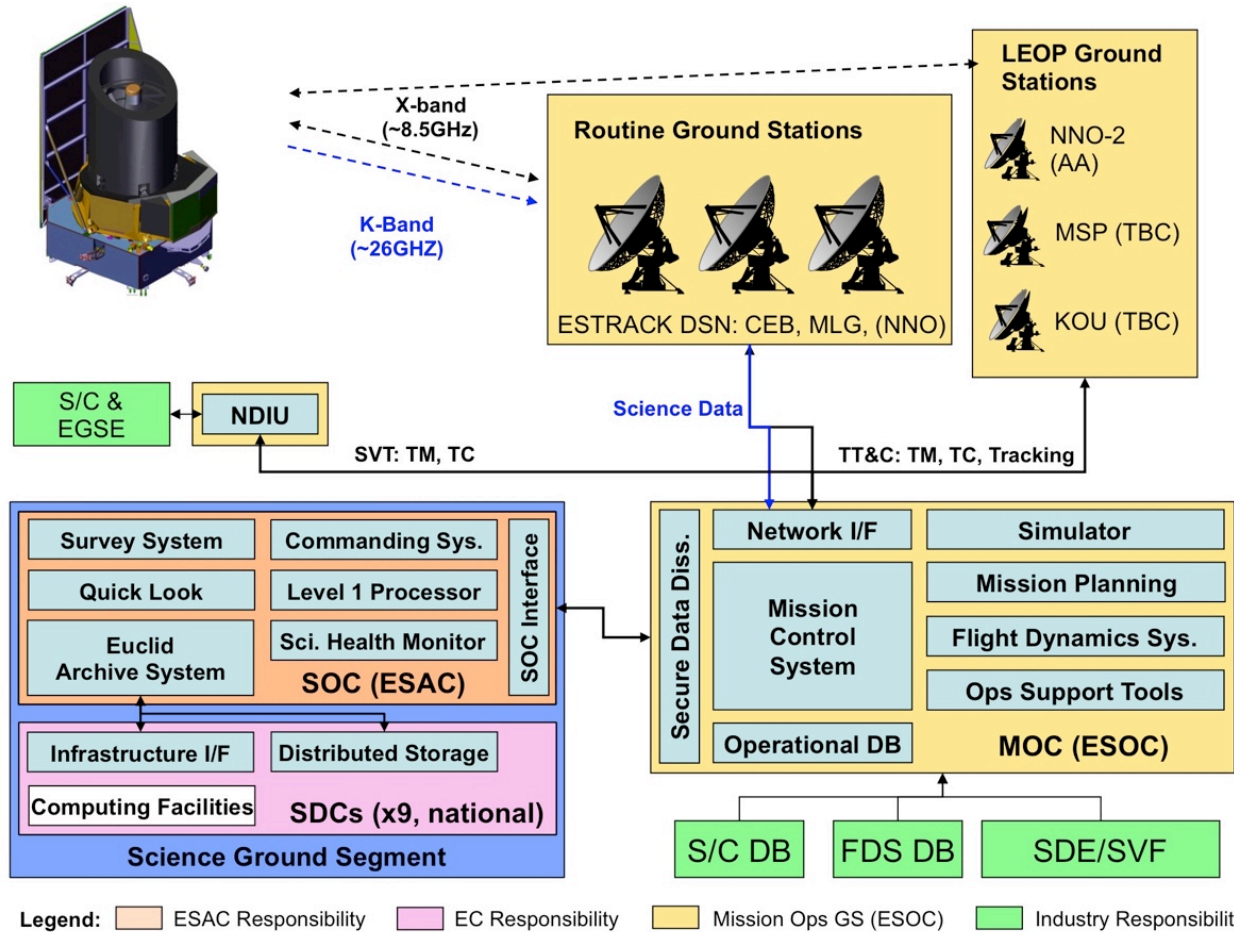 LEOP Ground
Stations
NNO-2
(AA)
MSP (TBC)
KOU (TBC)
X-band
(~8.5GHz)
K-Band
(~26GHZ)
Routine Ground Stations
ESTRACK DSN: CEB, MLG, (NNO)
S/C &
EGSE
NDIU
Science Data
SVT: TM, TC
TT&C: TM, TC, Tracking
Survey System
Commanding Sys.
Quick Look
Level 1 Processor
Euclid
Archive System
Sci. Health Monitor
SOC (ESAC)
SOC Interface
Infrastructure I/F
Distributed Storage
Computing Facilities
SDCs (x9, national)
Science Ground Segment
Secure Data Diss.
Network I/F
Simulator
Mission
Control
System
Mission Planning
Flight Dynamics Sys.
Ops Support Tools
Operational DB
MOC (ESOC)
S/C DB
FDS DB
SDE/SVF
Legend:
ESAC Responsibility
EC Responsibility
Mission Ops GS (ESOC)
Industry Responsibilit